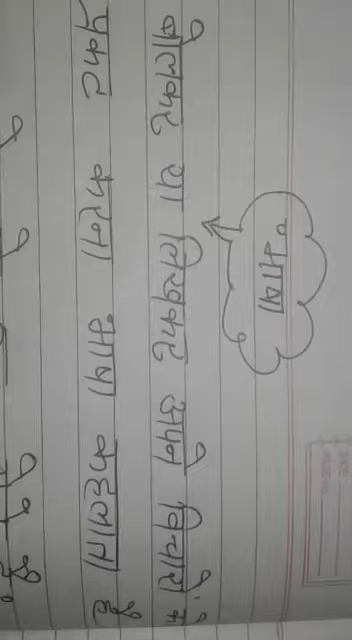 भाषा
बोलकर या लिखकर अपने विचारों को
प्रकट करना भाषा कहलाता है